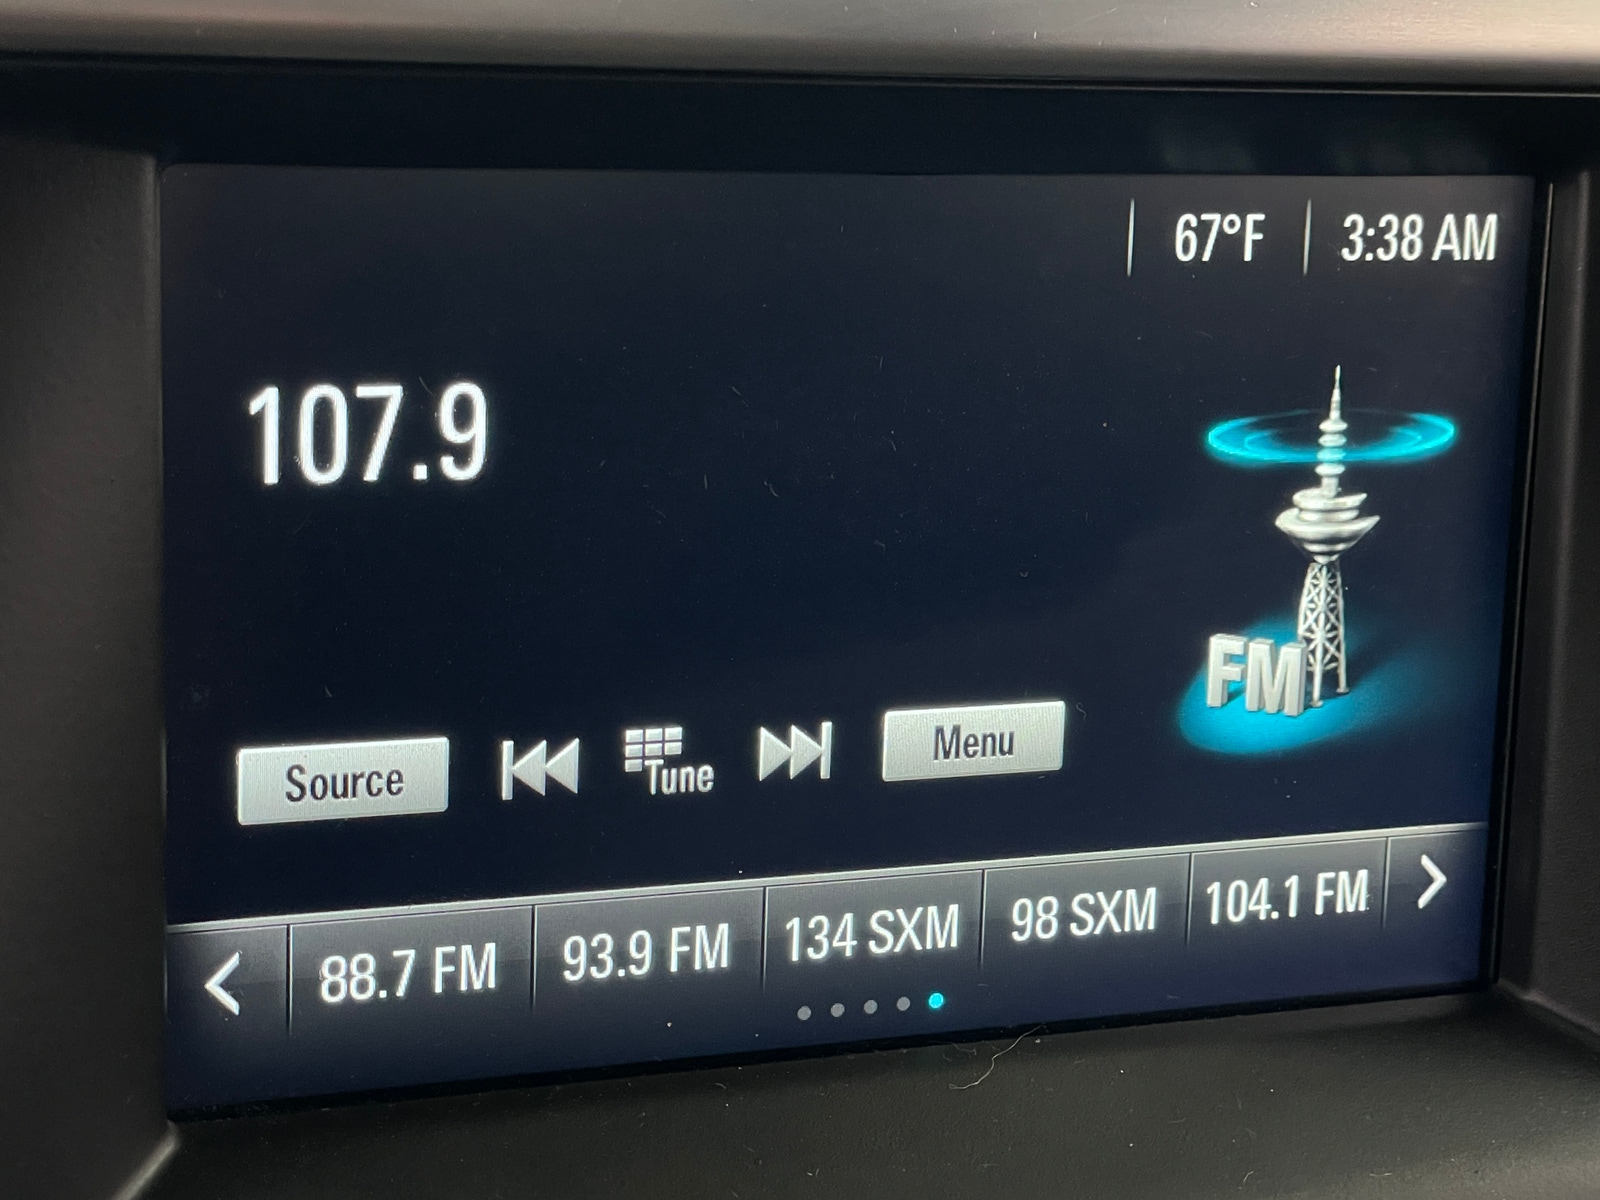 67°F 3:38 AM
107.9
FM
Source Tune Menu
88.7 FM 93.9 FM 134 SXM 98 SXM 104.1 FM